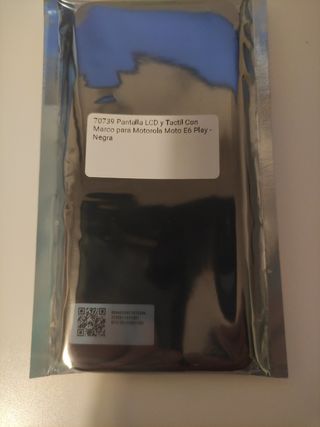 70739 Pantalla LCD y Tactil Con
Marco para Motorola Moto E6 Play -
Negra